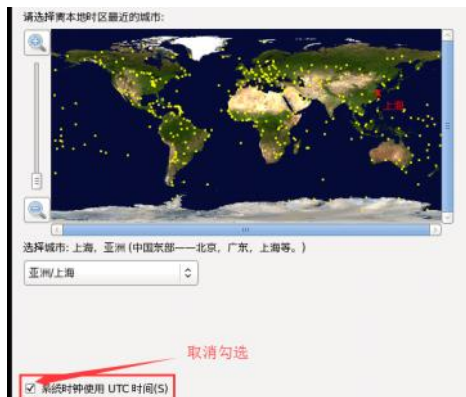 请选择离本地时区最近的城市:
上海
选择城市: 上海, 亚洲 (中国东部——北京, 广东, 上海等。)
亚洲/上海
取消勾选
系统时钟使用 UTC 时间(S)